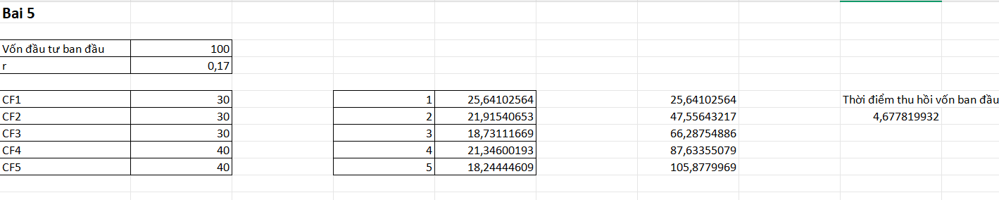 Bai 5
Vốn đầu tư ban đầu 100
r 0,17
CF1 30 1 25,64102564 25,64102564 Thời điểm thu hồi vốn ban đầu
CF2 30 2 21,91540653 47,55643217 4,677819932
CF3 30 3 18,73111669 66,28754886
CF4 40 4 21,34600193 87,63355079
CF5 40 5 18,24444609 105,8779969